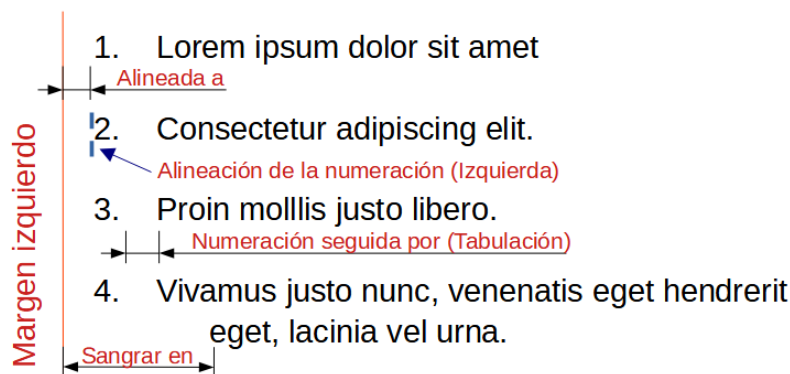 1. Lorem ipsum dolor sit amet
Alineada a
2. Consectetur adipiscing elit.
Alineación de la numeración (Izquierda)
3. Proin molllis justo libero.
Numeración seguida por (Tabulación)
4. Vivamus justo nunc, venenatis eget hendrerit
eget, lacinia vel urna.
Sangrar en
Margen izquierdo